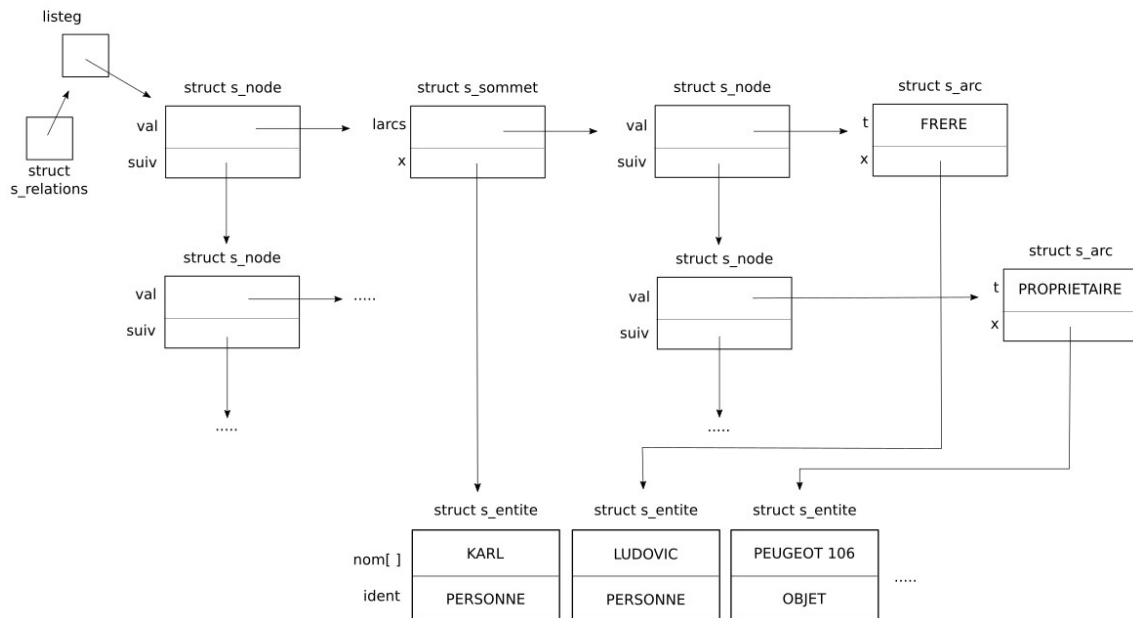 listeg
struct s_node
struct s_sommet
struct s_node
struct s_arc
val
larcs
val
t
FRERE
suiv
x
suiv
x
struct
s_relations
struct s_node
struct s_node
struct s_arc
val
.....
val
t
PROPRIETAIRE
suiv
suiv
x
.....
.....
struct s_entite
struct s_entite
struct s_entite
nom[ ]
KARL
LUDOVIC
PEUGEOT 106
.....
ident
PERSONNE
PERSONNE
OBJET